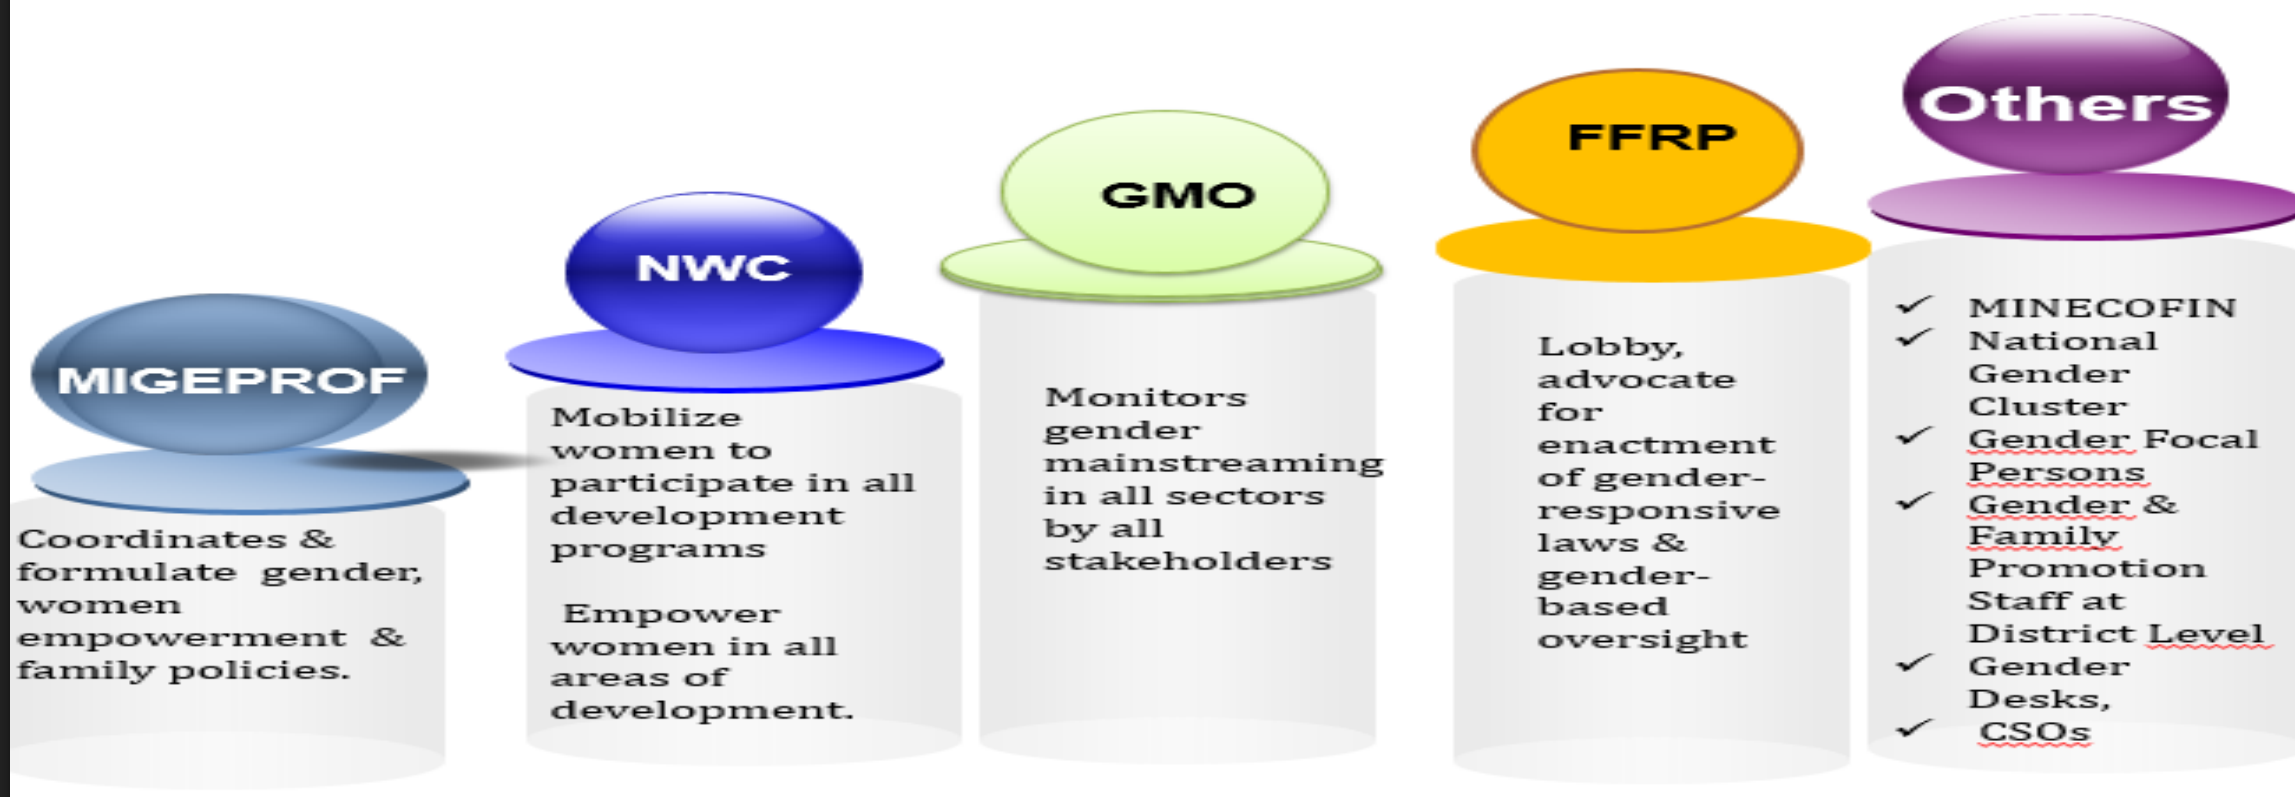 MIGEPROF
Coordinates &
formulate gender,
women
empowerment &
family policies.
NWC
Mobilize
women to
participate in all
development
programs
Empower
women in all
areas of
development.
GMO
Monitors
gender
mainstreaming
in all sectors
by all
stakeholders
FFRP
Lobby,
advocate
for
enactment
of gender-
responsive
laws &
gender-
based
oversight
Others
✓ MINECOFIN
✓ National
Gender
Cluster
✓ Gender Focal
Persons
✓ Gender &
Family
Promotion
Staff at
District Level
✓ Gender
Desks,
✓ CSOs